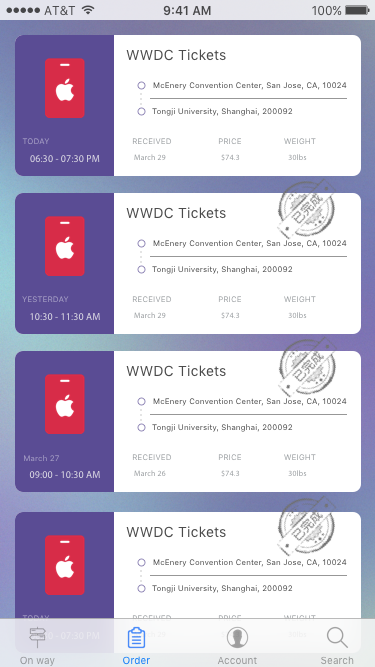 AT&T 9:41 AM 100%
WWDC Tickets
McEnery Convention Center, San Jose, CA, 10024
Tongji University, Shanghai, 200092
TODAY RECEIVED PRICE WEIGHT
06:30 - 07:30 PM March 29 $74.3 30lbs
WWDC Tickets
已完成
McEnery Convention Center, San Jose, CA, 10024
Tongji University, Shanghai, 200092
YESTERDAY RECEIVED PRICE WEIGHT
10:30 - 11:30 AM March 29 $74.3 30lbs
WWDC Tickets
已完成
McEnery Convention Center, San Jose, CA, 10024
Tongji University, Shanghai, 200092
March 27 RECEIVED PRICE WEIGHT
09:00 - 10:30 AM March 26 $74.3 30lbs
WWDC Tickets
已完成
McEnery Convention Center, San Jose, CA, 10024
Tongji University, Shanghai, 200092
On way Order Account Search